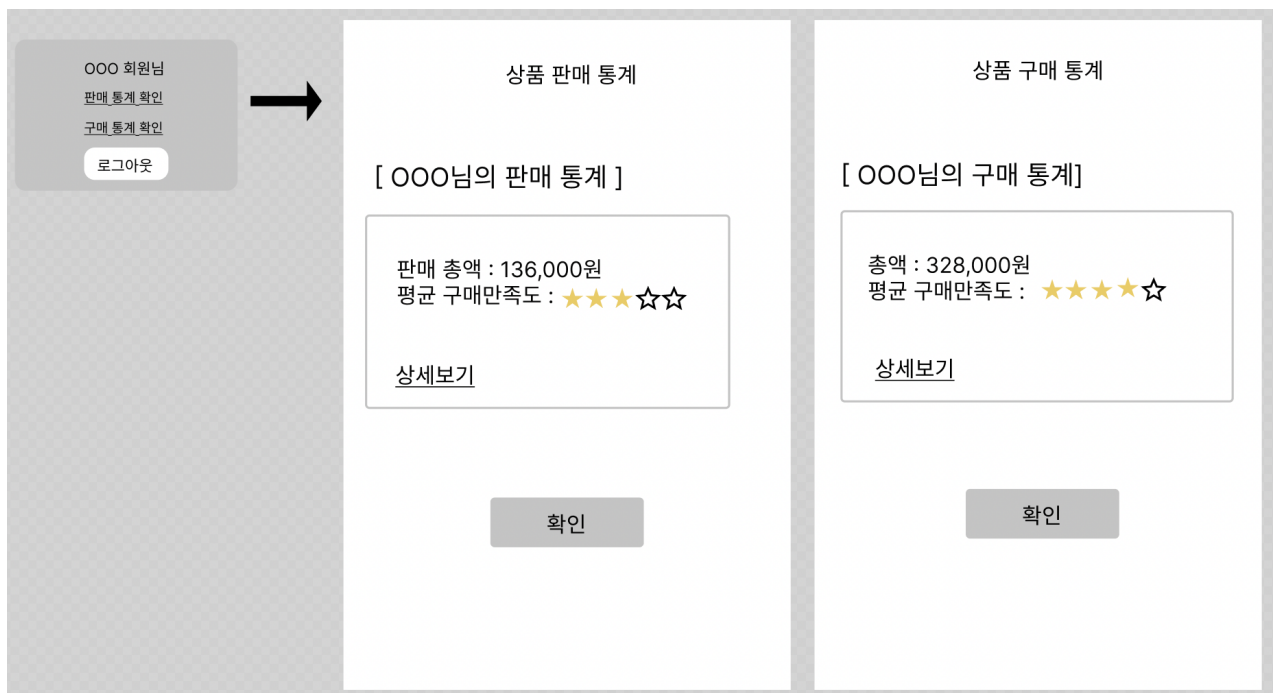 OOO 회원님
판매 통계 확인
구매 통계 확인
로그아웃
상품 판매 통계
[ OOO님의 판매 통계 ]
판매 총액 : 136,000원
평균 구매만족도 : ★★★☆☆
상세보기
확인
상품 구매 통계
[ OOO님의 구매 통계]
총액 : 328,000원
평균 구매만족도 : ★★★★☆
상세보기
확인